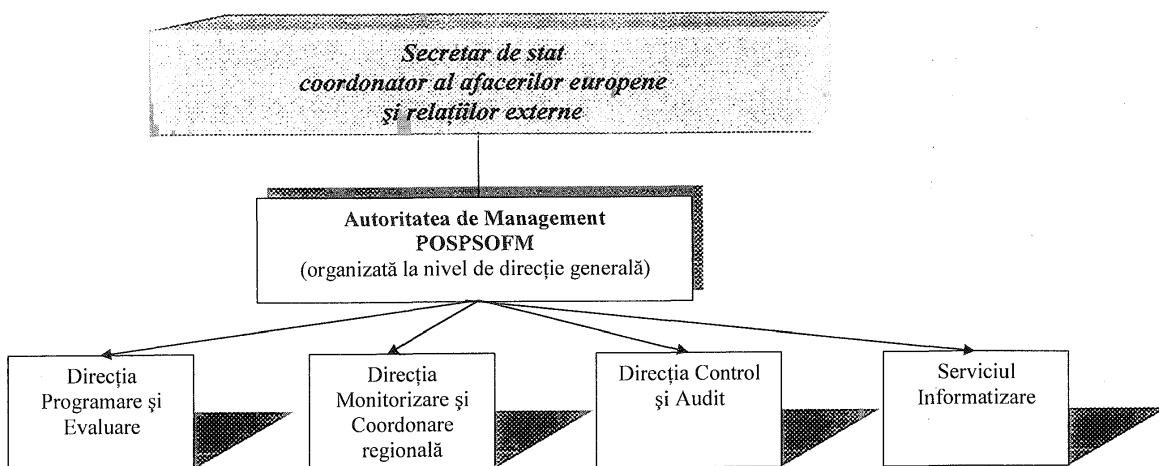 Secretar de stat
coordonator al afacerilor europene
şi relaţiilor externe
Autoritatea de Management
POSPSOFM
(organizată la nivel de direcţie generală)
Direcţia
Programare şi
Evaluare
Direcţia
Monitorizare şi
Coordonare
regională
Direcţia Control
şi Audit
Serviciul
Informatizare